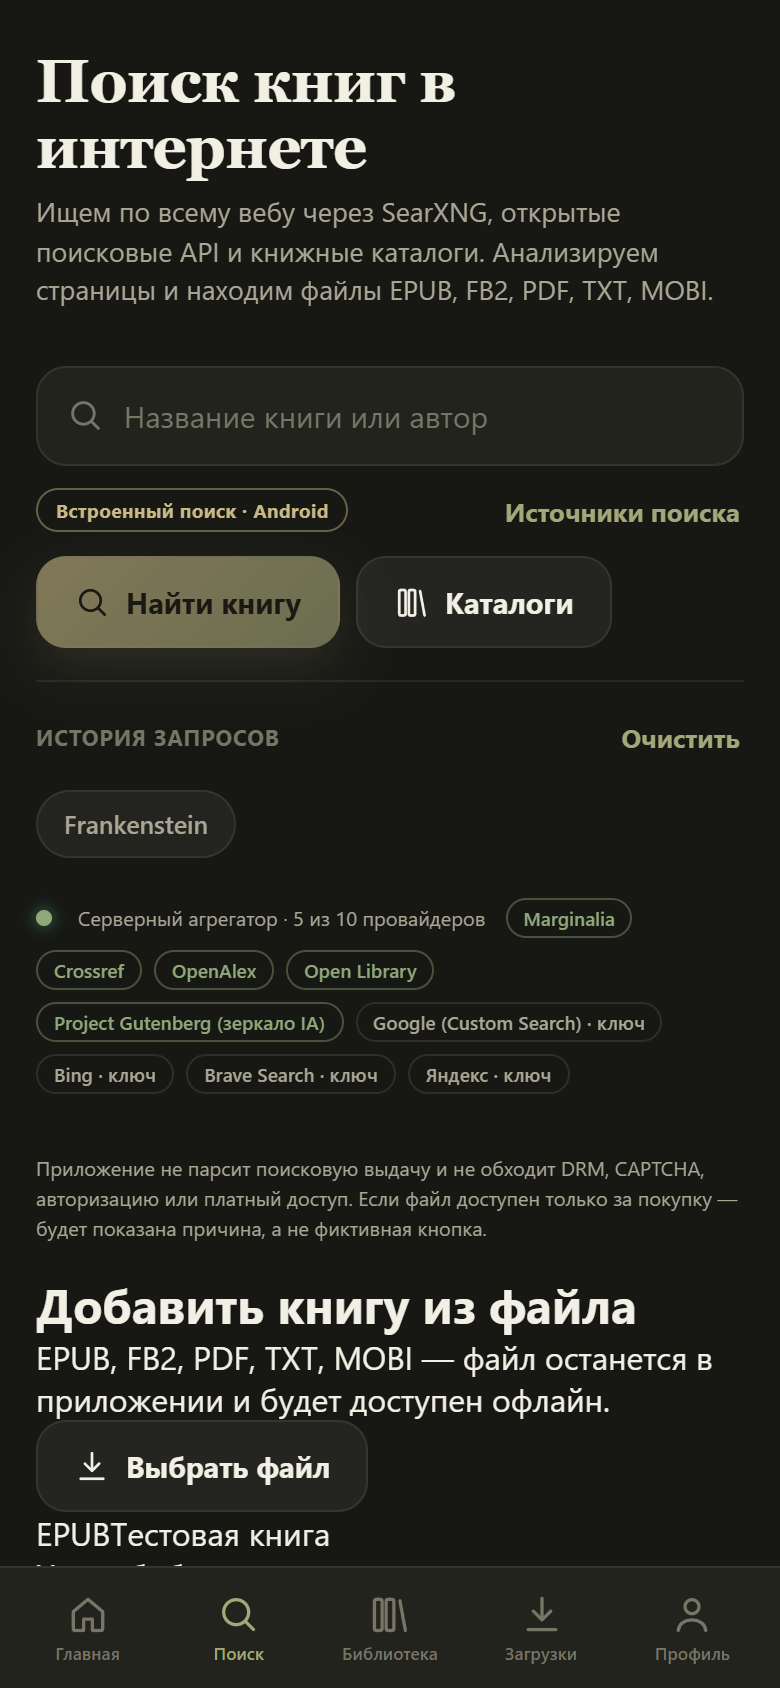 Поиск книг в
интернете
Ищем по всему вебу через SearXNG, открытые
поисковые API и книжные каталоги. Анализируем
страницы и находим файлы EPUB, FB2, PDF, TXT, MOBI.
Название книги или автор
Встроенный поиск · Android
Источники поиска
Найти книгу
Каталоги
ИСТОРИЯ ЗАПРОСОВ
Очистить
Frankenstein
Серверный агрегатор · 5 из 10 провайдеров
Marginalia
Crossref
OpenAlex
Open Library
Project Gutenberg (зеркало IA)
Google (Custom Search) · ключ
Bing · ключ
Brave Search · ключ
Яндекс · ключ
Приложение не парсит поисковую выдачу и не обходит DRM, CAPTCHA,
авторизацию или платный доступ. Если файл доступен только за покупку —
будет показана причина, а не фиктивная кнопка.
Добавить книгу из файла
EPUB, FB2, PDF, TXT, MOBI — файл останется в
приложении и будет доступен офлайн.
Выбрать файл
EPUBТестовая книга
Главная
Поиск
Библиотека
Загрузки
Профиль